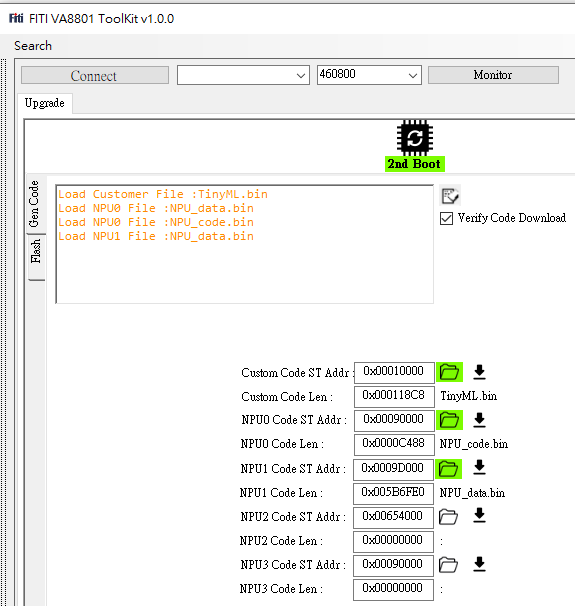 Fiti FITI VA8801 ToolKit v1.0.0
Search
Connect 460800 Monitor
Upgrade
2nd Boot
Gen Code
Flash
Load Customer File :TinyML.bin
Load NPU0 File :NPU_data.bin
Load NPU0 File :NPU_code.bin
Load NPU1 File :NPU_data.bin
Verify Code Download
Custom Code ST Addr : 0x00010000
Custom Code Len : 0x000118C8 TinyML.bin
NPU0 Code ST Addr : 0x00090000
NPU0 Code Len : 0x0000C488 NPU_code.bin
NPU1 Code ST Addr : 0x0009D000
NPU1 Code Len : 0x005B6FE0 NPU_data.bin
NPU2 Code ST Addr : 0x00654000
NPU2 Code Len : 0x00000000 :
NPU3 Code ST Addr : 0x00090000
NPU3 Code Len : 0x00000000 :